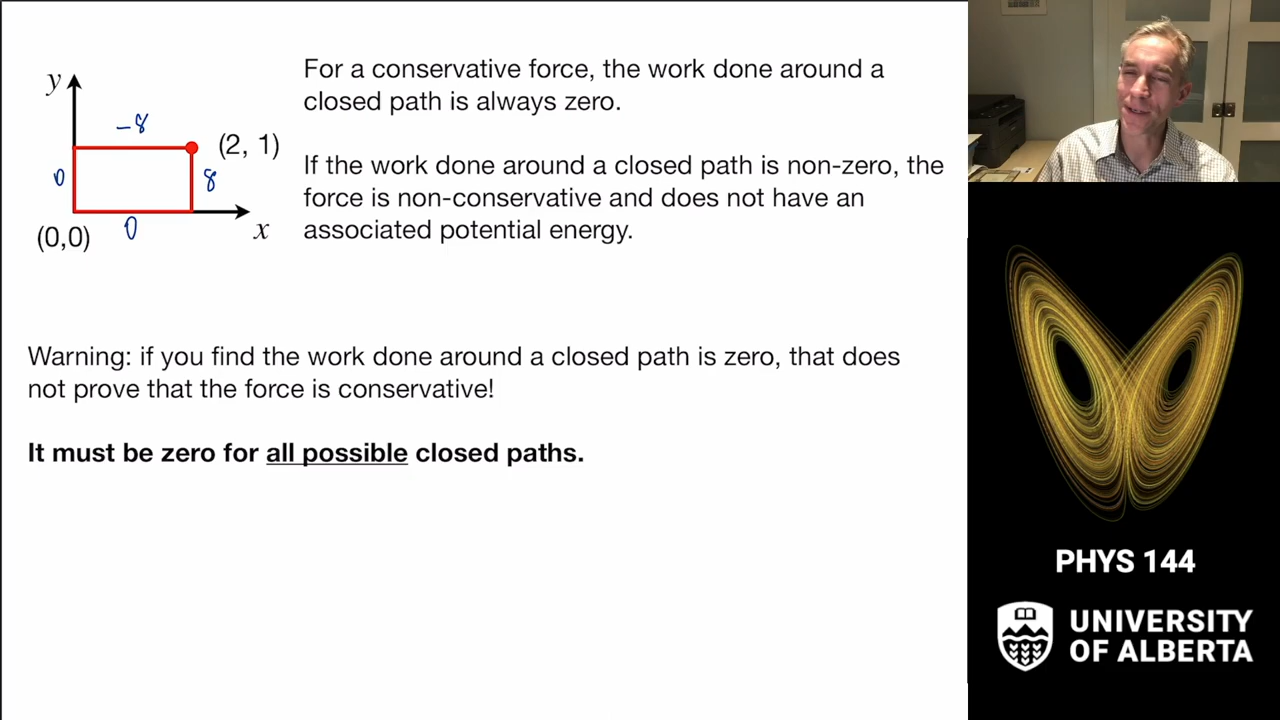 For a conservative force, the work done around a
closed path is always zero.
If the work done around a closed path is non-zero, the
force is non-conservative and does not have an
associated potential energy.
y
-8
(2, 1)
0
8
(0,0)
0
x
Warning: if you find the work done around a closed path is zero, that does
not prove that the force is conservative!
It must be zero for all possible closed paths.
PHYS 144
UNIVERSITY
OF ALBERTA